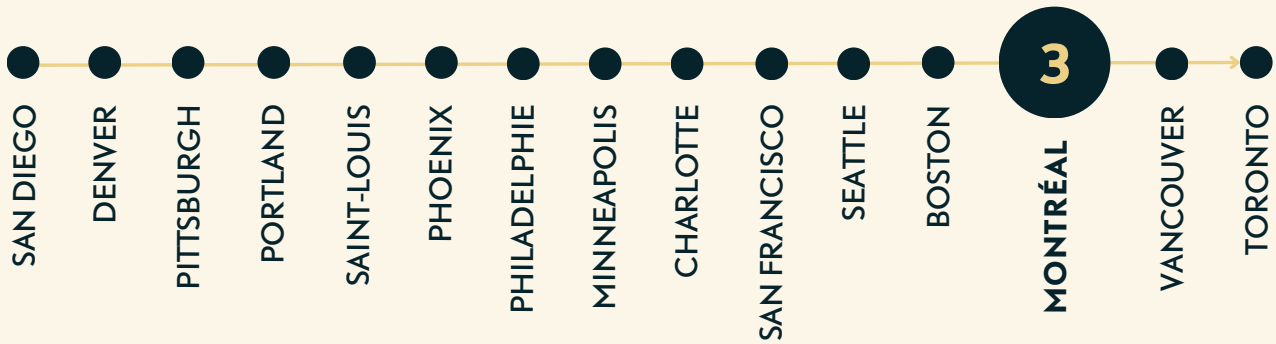 SAN DIEGO
DENVER
PITTSBURGH
PORTLAND
SAINT-LOUIS
PHOENIX
PHILADELPHIE
MINNEAPOLIS
CHARLOTTE
SAN FRANCISCO
SEATTLE
BOSTON
3
MONTRÉAL
VANCOUVER
TORONTO